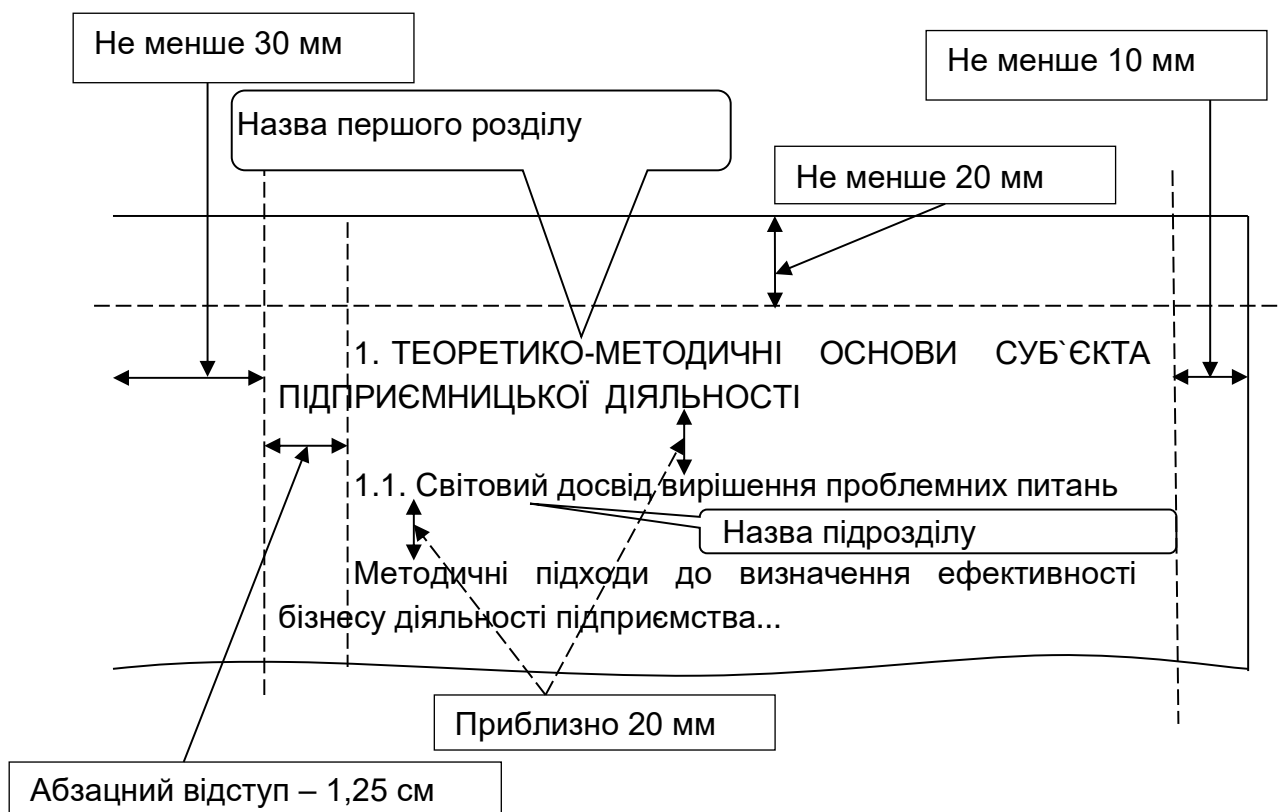 Не менше 30 мм
Не менше 10 мм
Назва першого розділу
Не менше 20 мм
1. ТЕОРЕТИКО-МЕТОДИЧНІ ОСНОВИ СУБ`ЄКТА
ПІДПРИЄМНИЦЬКОЇ ДІЯЛЬНОСТІ
1.1. Світовий досвід вирішення проблемних питань
Назва підрозділу
Методичні підходи до визначення ефективності
бізнесу діяльності підприємства...
Приблизно 20 мм
Абзацний відступ – 1,25 см